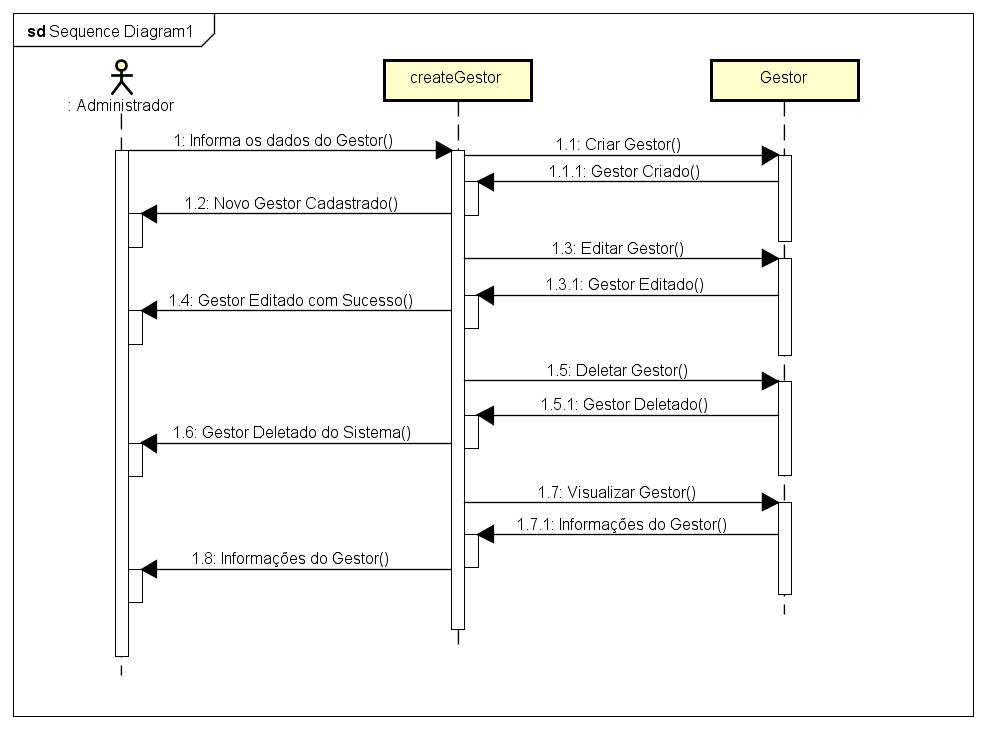 sd Sequence Diagram1
: Administrador
createGestor
Gestor
1: Informa os dados do Gestor()
1.1: Criar Gestor()
1.1.1: Gestor Criado()
1.2: Novo Gestor Cadastrado()
1.3: Editar Gestor()
1.3.1: Gestor Editado()
1.4: Gestor Editado com Sucesso()
1.5: Deletar Gestor()
1.5.1: Gestor Deletado()
1.6: Gestor Deletado do Sistema()
1.7: Visualizar Gestor()
1.7.1: Informações do Gestor()
1.8: Informações do Gestor()